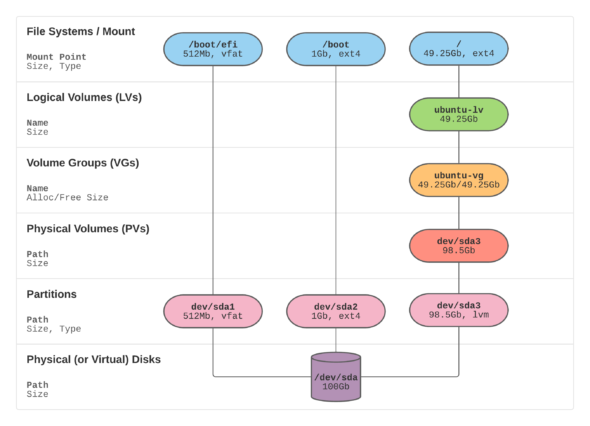 File Systems / Mount
Mount Point
Size, Type
/boot/efi
512Mb, vfat
/boot
1Gb, ext4
/
49.25Gb, ext4
Logical Volumes (LVs)
Name
Size
ubuntu-lv
49.25Gb
Volume Groups (VGs)
Name
Alloc/Free Size
ubuntu-vg
49.25Gb/49.25Gb
Physical Volumes (PVs)
Path
Size
dev/sda3
98.5Gb
Partitions
Path
Size, Type
dev/sda1
512Mb, vfat
dev/sda2
1Gb, ext4
dev/sda3
98.5Gb, lvm
Physical (or Virtual) Disks
Path
Size
/dev/sda
100Gb